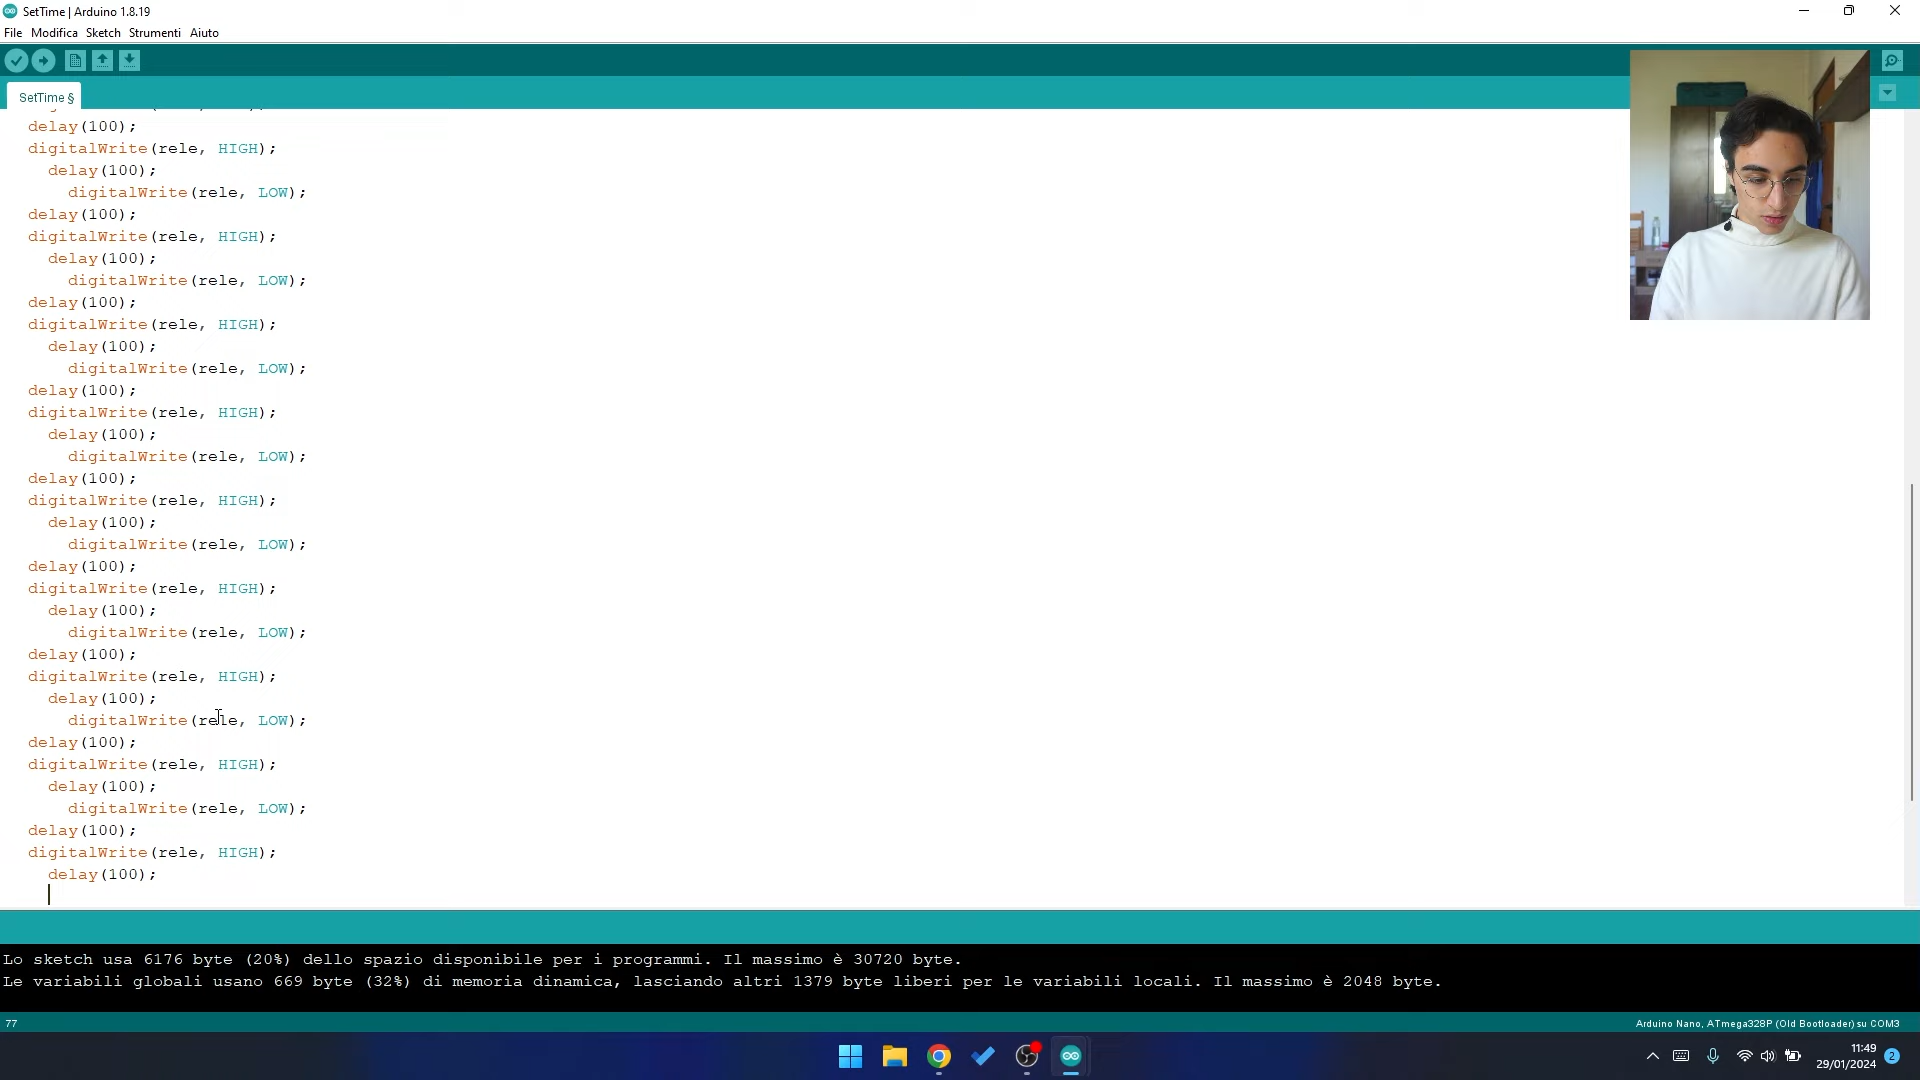 SetTime | Arduino 1.8.19
File Modifica Sketch Strumenti Aiuto
SetTime §
delay(100);
digitalWrite(rele, HIGH);
delay(100);
digitalWrite(rele, LOW);
delay(100);
digitalWrite(rele, HIGH);
delay(100);
digitalWrite(rele, LOW);
delay(100);
digitalWrite(rele, HIGH);
delay(100);
digitalWrite(rele, LOW);
delay(100);
digitalWrite(rele, HIGH);
delay(100);
digitalWrite(rele, LOW);
delay(100);
digitalWrite(rele, HIGH);
delay(100);
digitalWrite(rele, LOW);
delay(100);
digitalWrite(rele, HIGH);
delay(100);
digitalWrite(rele, LOW);
delay(100);
digitalWrite(rele, HIGH);
delay(100);
digitalWrite(rele, LOW);
delay(100);
digitalWrite(rele, HIGH);
delay(100);
digitalWrite(rele, LOW);
delay(100);
digitalWrite(rele, HIGH);
delay(100);
Lo sketch usa 6176 byte (20%) dello spazio disponibile per i programmi. Il massimo è 30720 byte.
Le variabili globali usano 669 byte (32%) di memoria dinamica, lasciando altri 1379 byte liberi per le variabili locali. Il massimo è 2048 byte.
77
Arduino Nano, ATmega328P (Old Bootloader) su COM3
11:49
29/01/2024
2